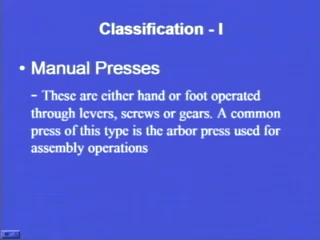 Classification - I
• Manual Presses
- These are either hand or foot operated
through levers, screws or gears. A common
press of this type is the arbor press used for
assembly operations